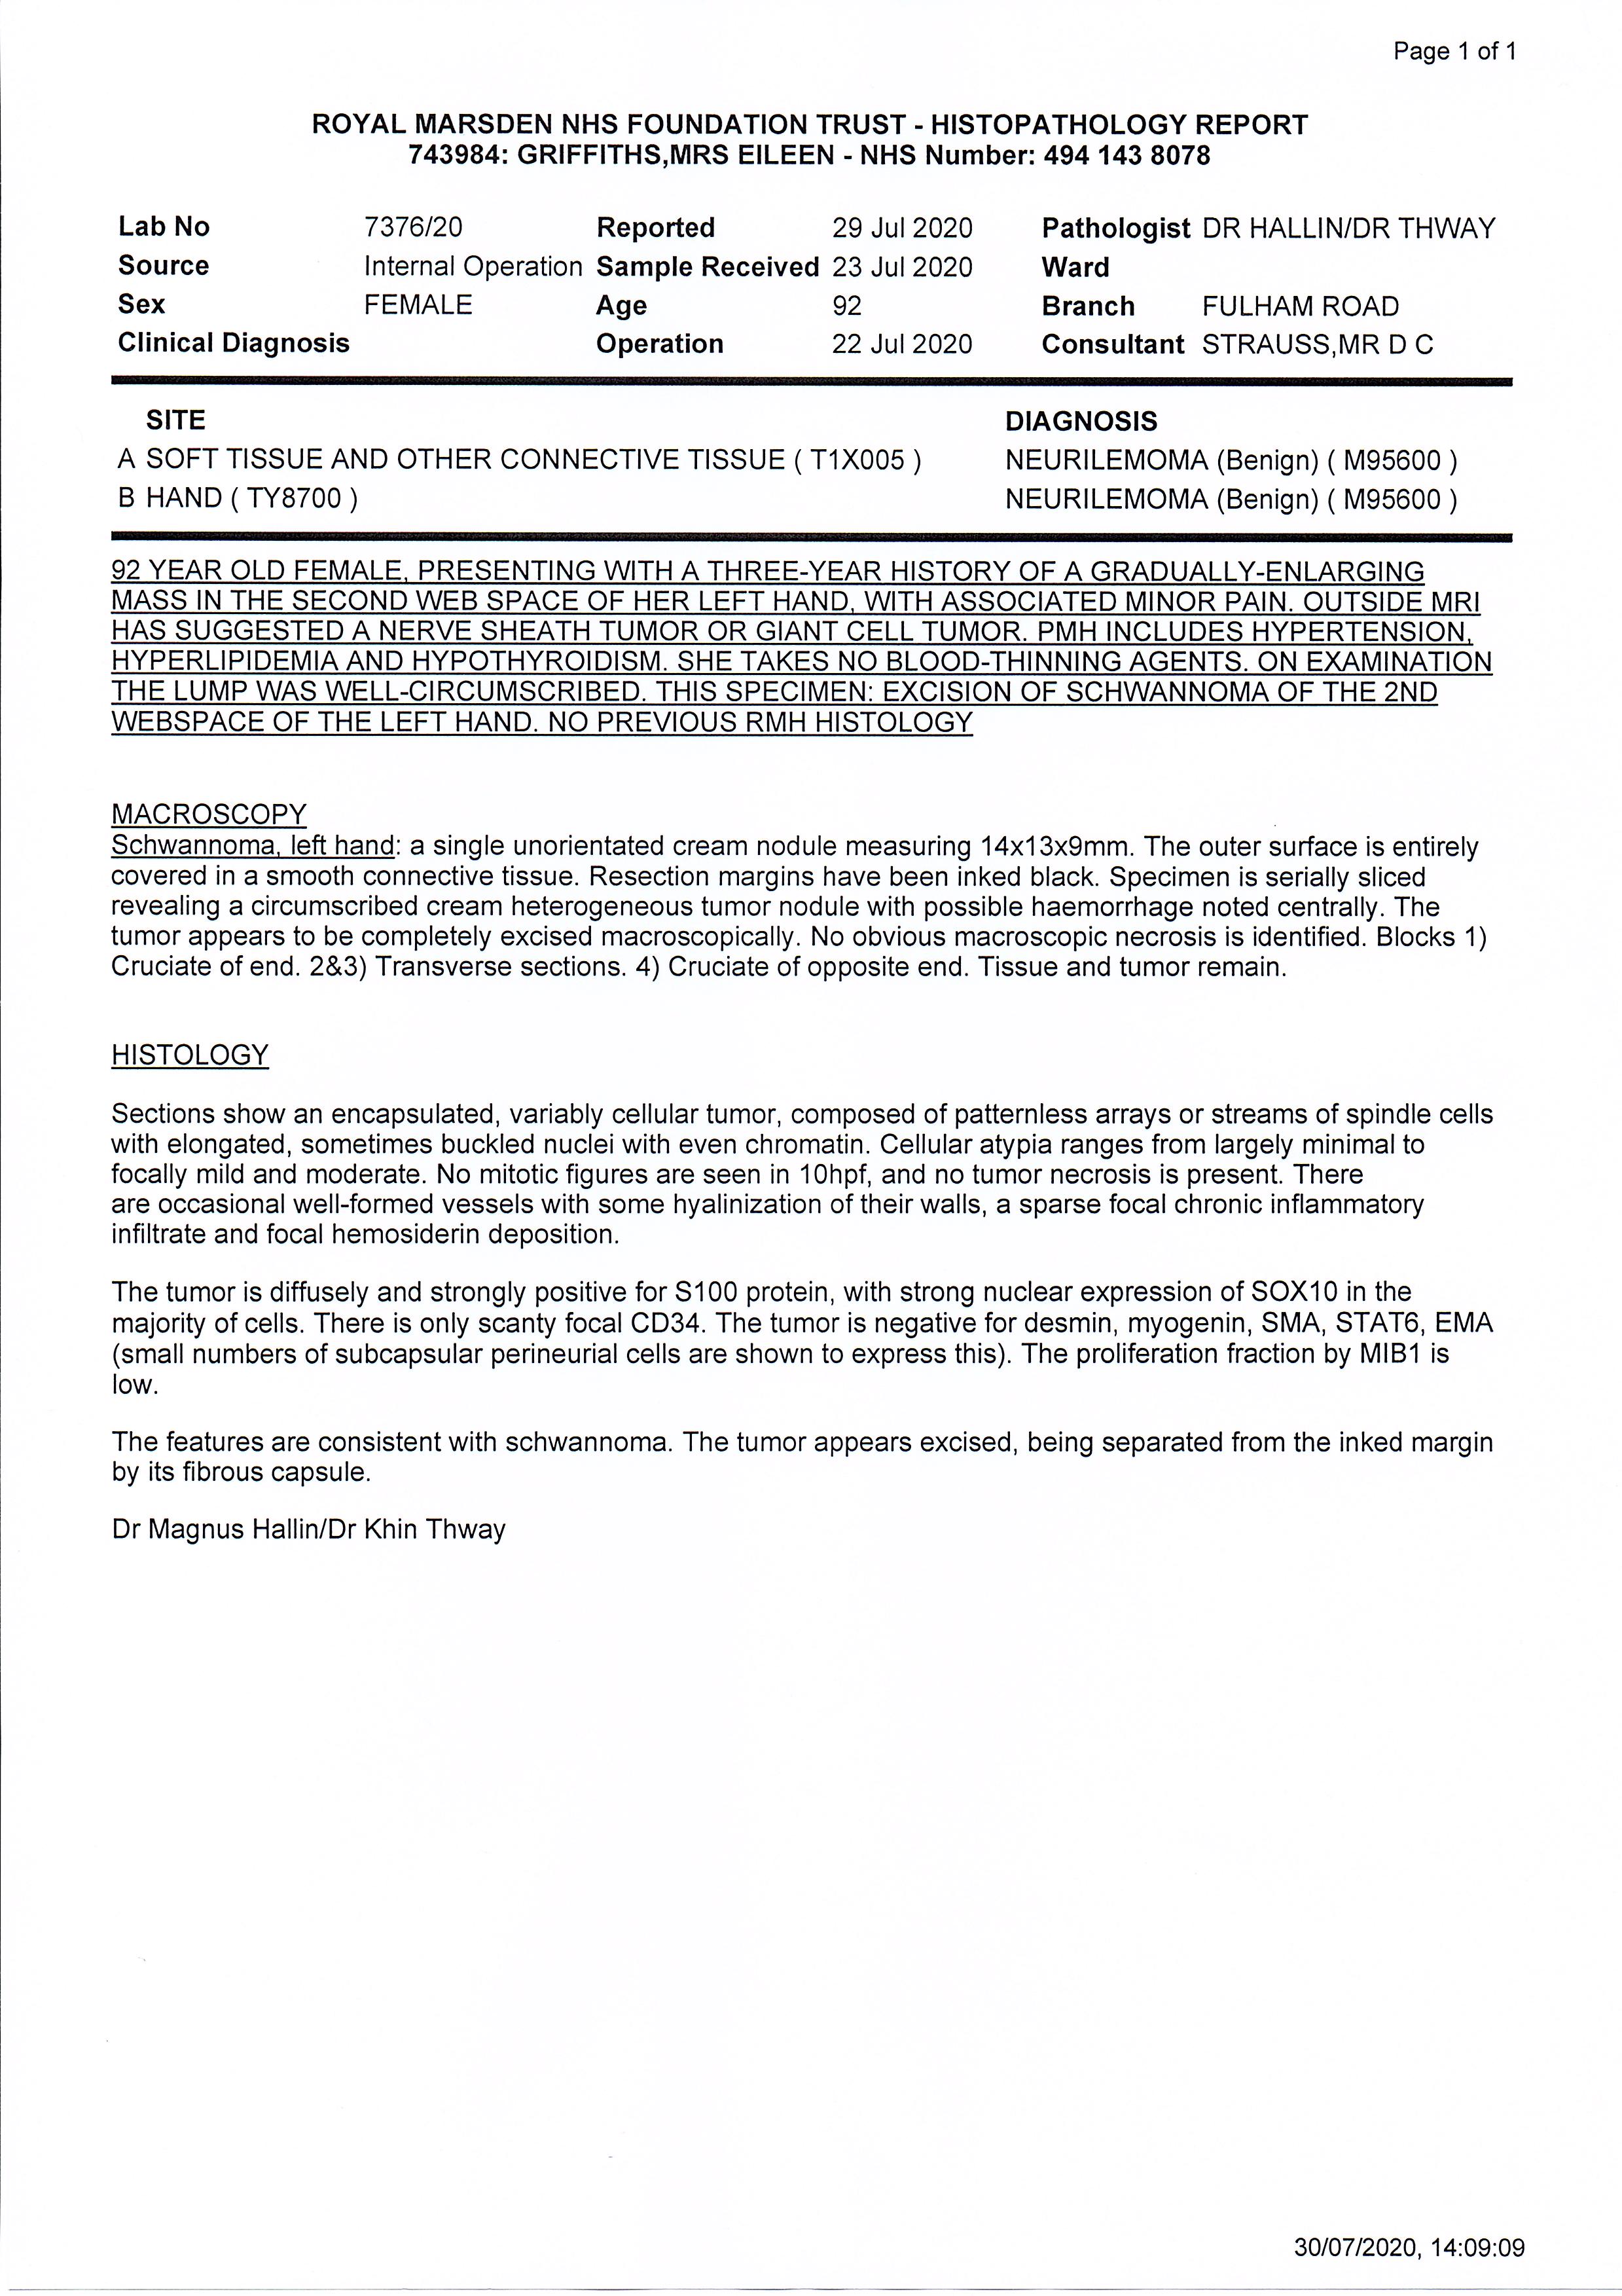 Page 1 of 1
ROYAL MARSDEN NHS FOUNDATION TRUST - HISTOPATHOLOGY REPORT
743984: GRIFFITHS,MRS EILEEN - NHS Number: 494 143 8078
Lab No 7376/20 Reported 29 Jul 2020 Pathologist DR HALLIN/DR THWAY
Source Internal Operation Sample Received 23 Jul 2020 Ward
Sex FEMALE Age 92 Branch FULHAM ROAD
Clinical Diagnosis Operation 22 Jul 2020 Consultant STRAUSS,MR D C
SITE DIAGNOSIS
A SOFT TISSUE AND OTHER CONNECTIVE TISSUE ( T1X005 ) NEURILEMOMA (Benign) ( M95600 )
B HAND ( TY8700 ) NEURILEMOMA (Benign) ( M95600 )
92 YEAR OLD FEMALE, PRESENTING WITH A THREE-YEAR HISTORY OF A GRADUALLY-ENLARGING
MASS IN THE SECOND WEB SPACE OF HER LEFT HAND, WITH ASSOCIATED MINOR PAIN. OUTSIDE MRI
HAS SUGGESTED A NERVE SHEATH TUMOR OR GIANT CELL TUMOR. PMH INCLUDES HYPERTENSION,
HYPERLIPIDEMIA AND HYPOTHYROIDISM. SHE TAKES NO BLOOD-THINNING AGENTS. ON EXAMINATION
THE LUMP WAS WELL-CIRCUMSCRIBED. THIS SPECIMEN: EXCISION OF SCHWANNOMA OF THE 2ND
WEBSPACE OF THE LEFT HAND. NO PREVIOUS RMH HISTOLOGY
MACROSCOPY
Schwannoma, left hand: a single unorientated cream nodule measuring 14x13x9mm. The outer surface is entirely
covered in a smooth connective tissue. Resection margins have been inked black. Specimen is serially sliced
revealing a circumscribed cream heterogeneous tumor nodule with possible haemorrhage noted centrally. The
tumor appears to be completely excised macroscopically. No obvious macroscopic necrosis is identified. Blocks 1)
Cruciate of end. 2&3) Transverse sections. 4) Cruciate of opposite end. Tissue and tumor remain.
HISTOLOGY
Sections show an encapsulated, variably cellular tumor, composed of patternless arrays or streams of spindle cells
with elongated, sometimes buckled nuclei with even chromatin. Cellular atypia ranges from largely minimal to
focally mild and moderate. No mitotic figures are seen in 10hpf, and no tumor necrosis is present. There
are occasional well-formed vessels with some hyalinization of their walls, a sparse focal chronic inflammatory
infiltrate and focal hemosiderin deposition.
The tumor is diffusely and strongly positive for S100 protein, with strong nuclear expression of SOX10 in the
majority of cells. There is only scanty focal CD34. The tumor is negative for desmin, myogenin, SMA, STAT6, EMA
(small numbers of subcapsular perineurial cells are shown to express this). The proliferation fraction by MIB1 is
low.
The features are consistent with schwannoma. The tumor appears excised, being separated from the inked margin
by its fibrous capsule.
Dr Magnus Hallin/Dr Khin Thway
30/07/2020, 14:09:09